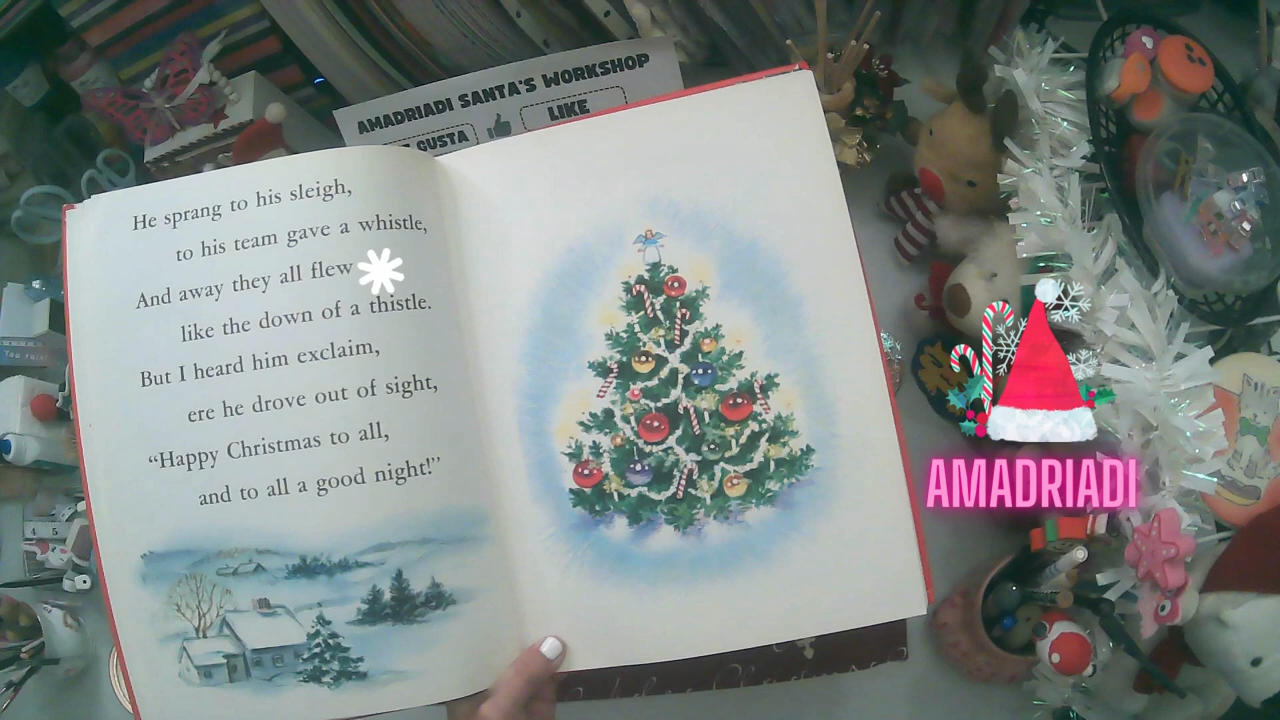 AMADRIADI SANTA'S WORKSHOP
GUSTA LIKE
He sprang to his sleigh,
to his team gave a whistle,
And away they all flew
like the down of a thistle.
But I heard him exclaim,
ere he drove out of sight,
“Happy Christmas to all,
and to all a good night!”
AMADRIADI